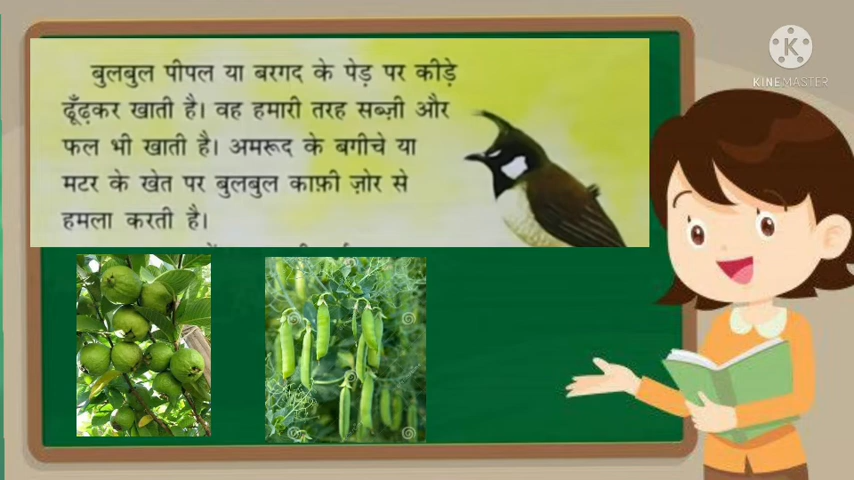 बुलबुल पीपल या बरगद के पेड़ पर कीड़े
ढूँढ़कर खाती है। वह हमारी तरह सब्ज़ी और
फल भी खाती है। अमरूद के बगीचे या
मटर के खेत पर बुलबुल काफ़ी ज़ोर से
हमला करती है।
KINEMASTER